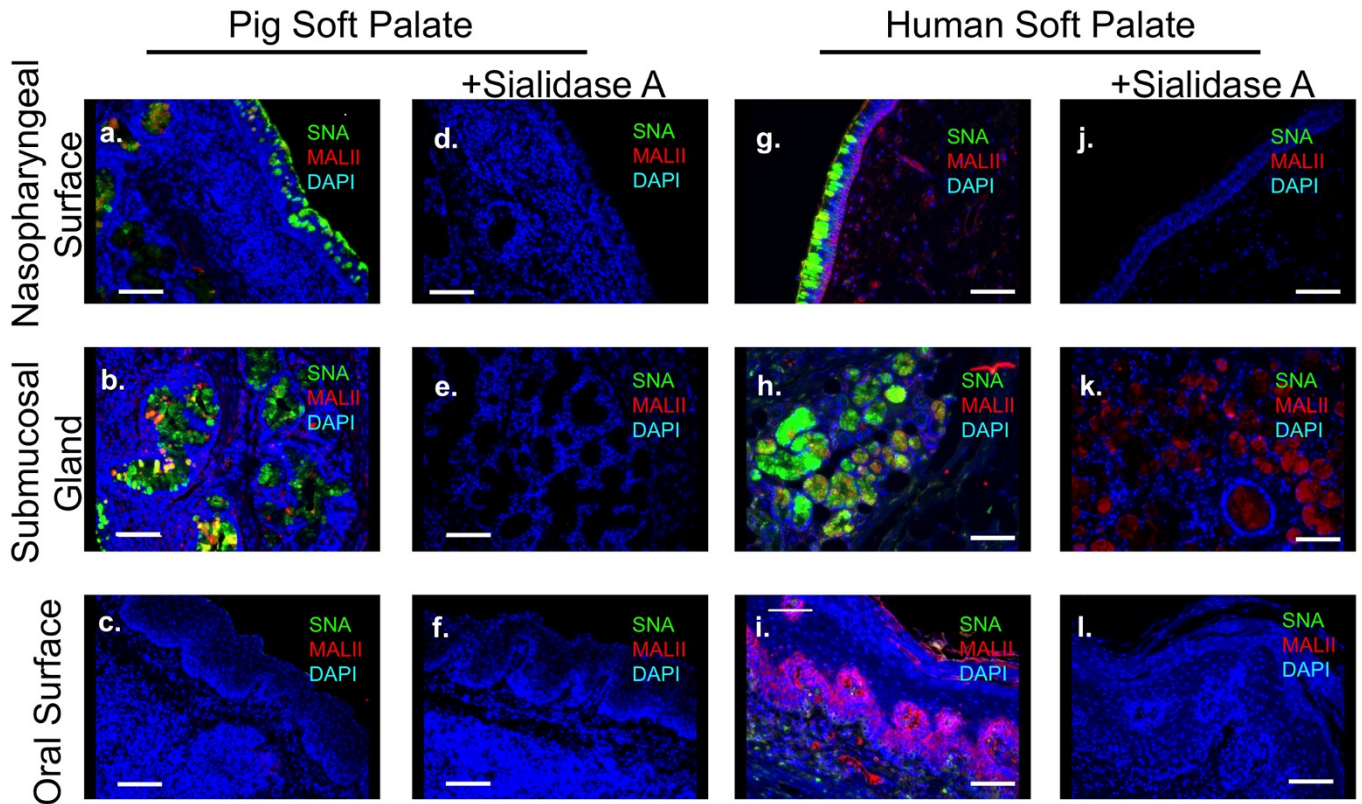 Pig Soft Palate
Human Soft Palate
+Sialidase A
+Sialidase A
Nasopharyngeal
Surface
a.
SNA
MALII
DAPI
d.
SNA
MALII
DAPI
g.
SNA
MALII
DAPI
j.
SNA
MALII
DAPI
Submucosal
Gland
b.
SNA
MALII
DAPI
e.
SNA
MALII
DAPI
h.
SNA
MALII
DAPI
k.
SNA
MALII
DAPI
Oral Surface
c.
SNA
MALII
DAPI
f.
SNA
MALII
DAPI
i.
SNA
MALII
DAPI
l.
SNA
MALII
DAPI